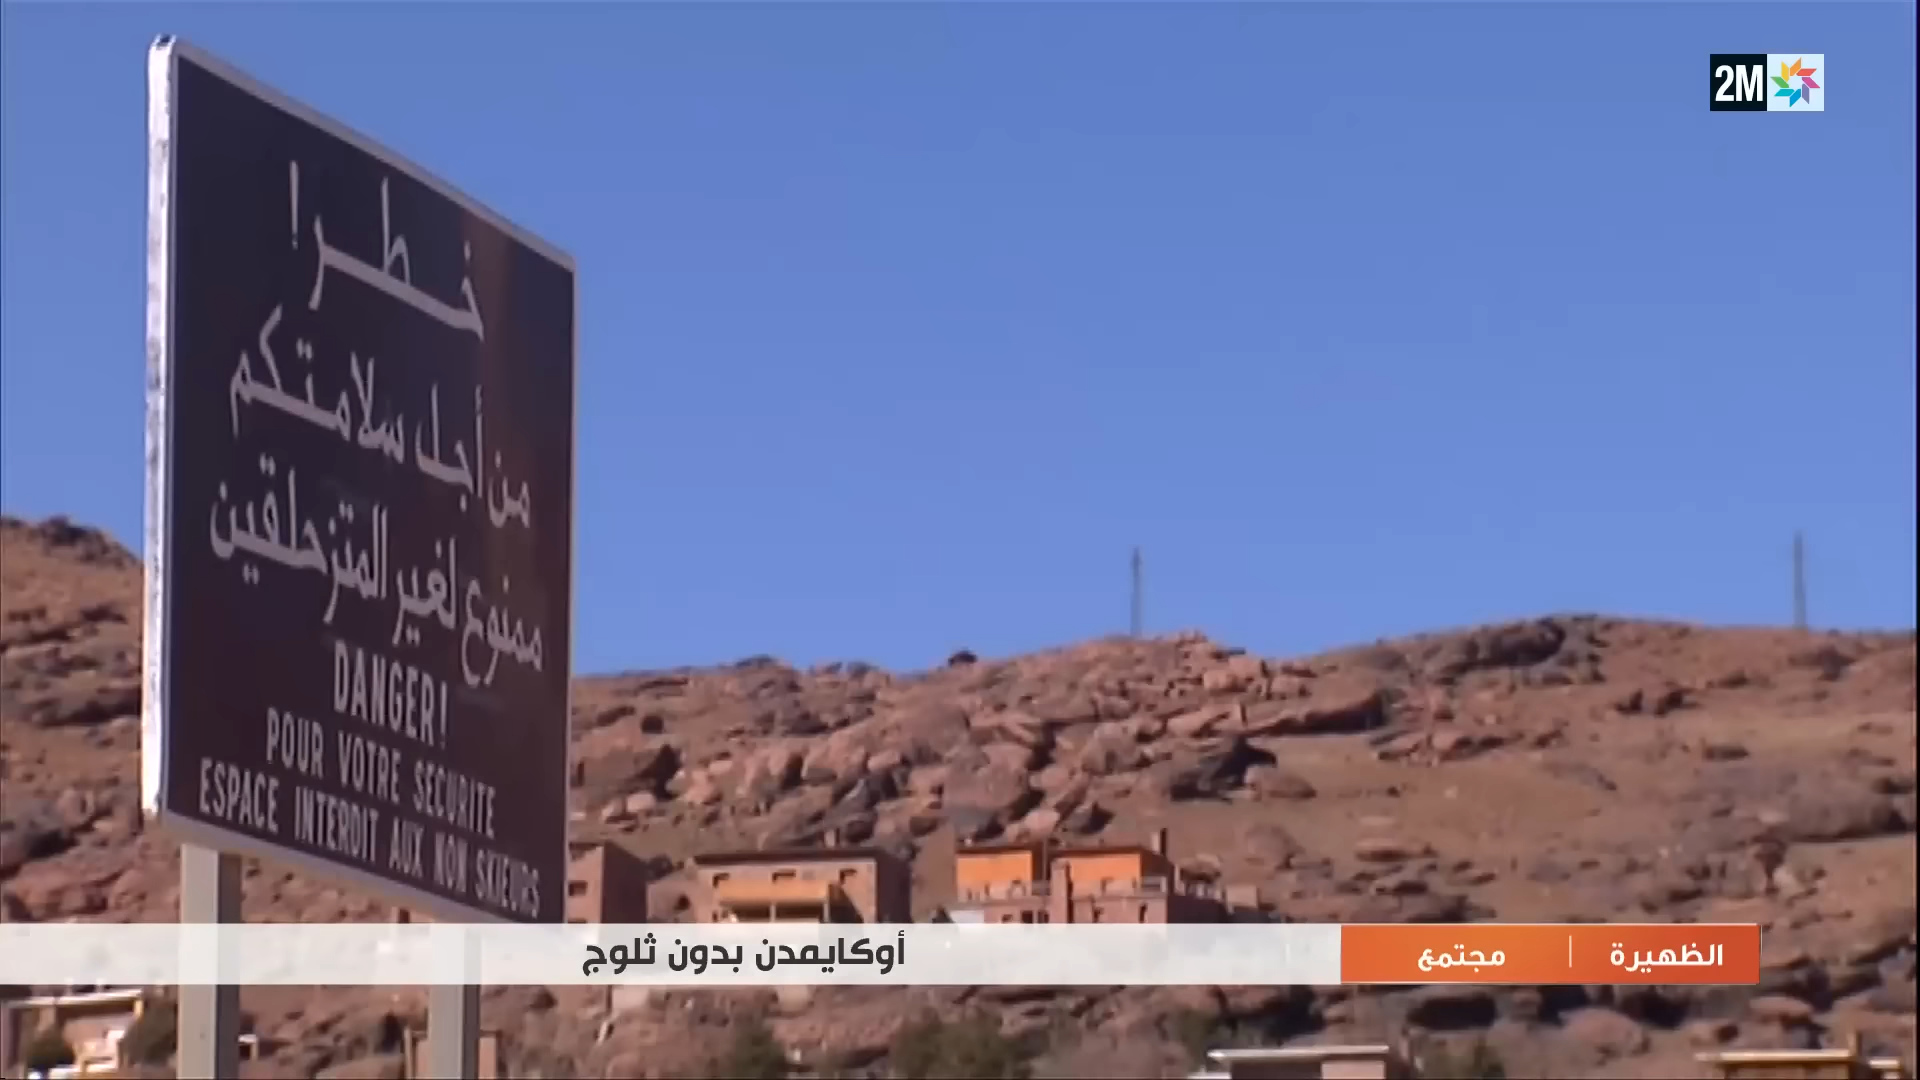 2M
خطر!
من أجل سلامتكم
ممنوع لغير المتزحلقين
DANGER!
POUR VOTRE SECURITE
ESPACE INTERDIT AUX NON SKIEURS
الظهيرة | مجتمع
أوكايمدن بدون ثلوج